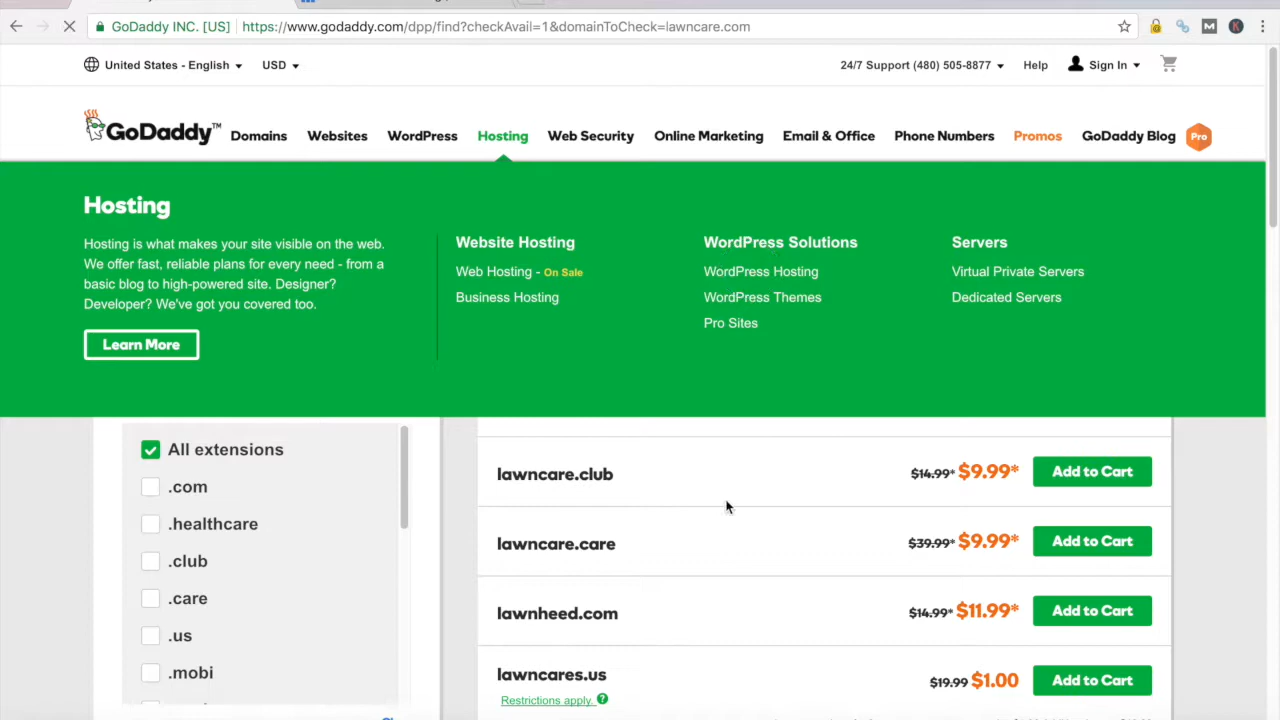 GoDaddy INC. [US] https://www.godaddy.com/dpp/find?checkAvail=1&domainToCheck=lawncare.com
M K
United States - English USD 24/7 Support (480) 505-8877 Help Sign In
GoDaddy™ Domains Websites WordPress Hosting Web Security Online Marketing Email & Office Phone Numbers Promos GoDaddy Blog Pro
Hosting
Hosting is what makes your site visible on the web.
We offer fast, reliable plans for every need - from a
basic blog to high-powered site. Designer?
Developer? We've got you covered too.
Learn More
Website Hosting
Web Hosting - On Sale
Business Hosting
WordPress Solutions
WordPress Hosting
WordPress Themes
Pro Sites
Servers
Virtual Private Servers
Dedicated Servers
All extensions
.com
.healthcare
.club
.care
.us
.mobi
lawncare.club $14.99* $9.99* Add to Cart
lawncare.care $39.99* $9.99* Add to Cart
lawnheed.com $14.99* $11.99* Add to Cart
lawncares.us $19.99 $1.00 Add to Cart
Restrictions apply. ?